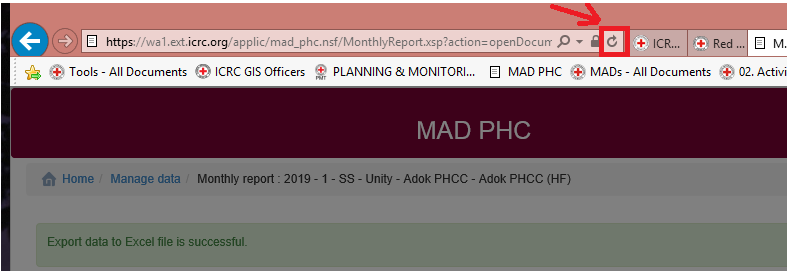 https://wa1.ext.icrc.org/applic/mad_phc.nsf/MonthlyReport.xsp?action=openDocum
ICR...
Red ...
M.
Tools - All Documents
ICRC GIS Officers
PLANNING & MONITORI...
MAD PHC
MADs - All Documents
02. Activi
MAD PHC
Home / Manage data / Monthly report : 2019 - 1 - SS - Unity - Adok PHCC - Adok PHCC (HF)
Export data to Excel file is successful.